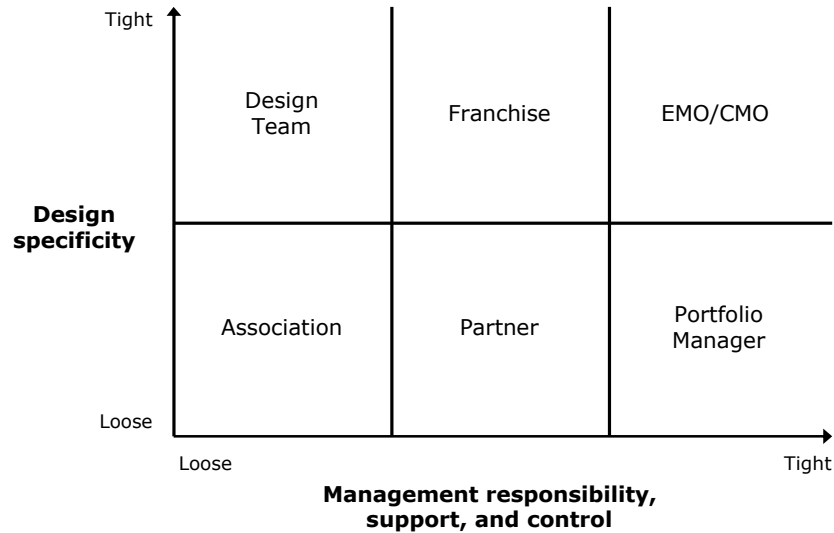 Tight
Design
Team
Franchise
EMO/CMO
Design
specificity
Association
Partner
Portfolio
Manager
Loose
Loose
Tight
Management responsibility,
support, and control